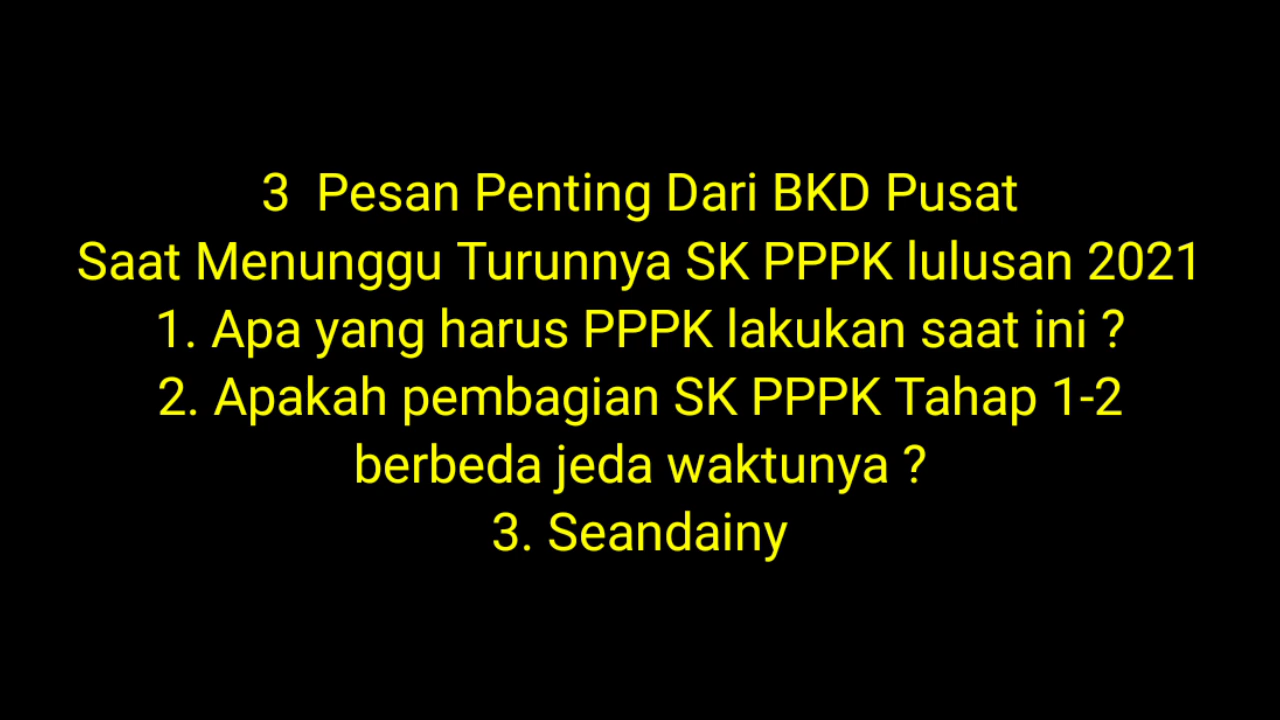 3  Pesan Penting Dari BKD Pusat
Saat Menunggu Turunnya SK PPPK lulusan 2021
1. Apa yang harus PPPK lakukan saat ini ?
2. Apakah pembagian SK PPPK Tahap 1-2
berbeda jeda waktunya ?
3. Seandainy